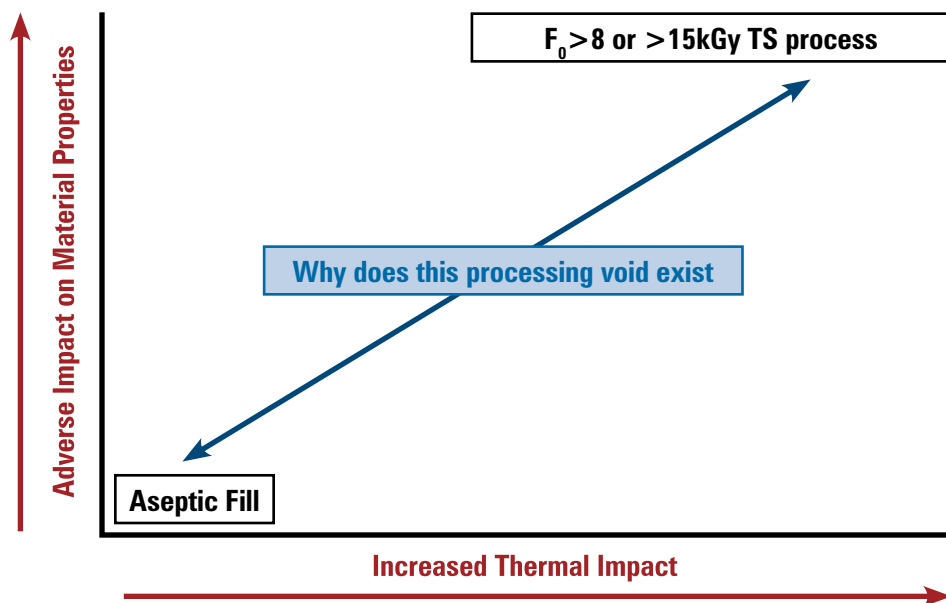 F0>8 or >15kGy TS process
Adverse Impact on Material Properties
Why does this processing void exist
Aseptic Fill
Increased Thermal Impact